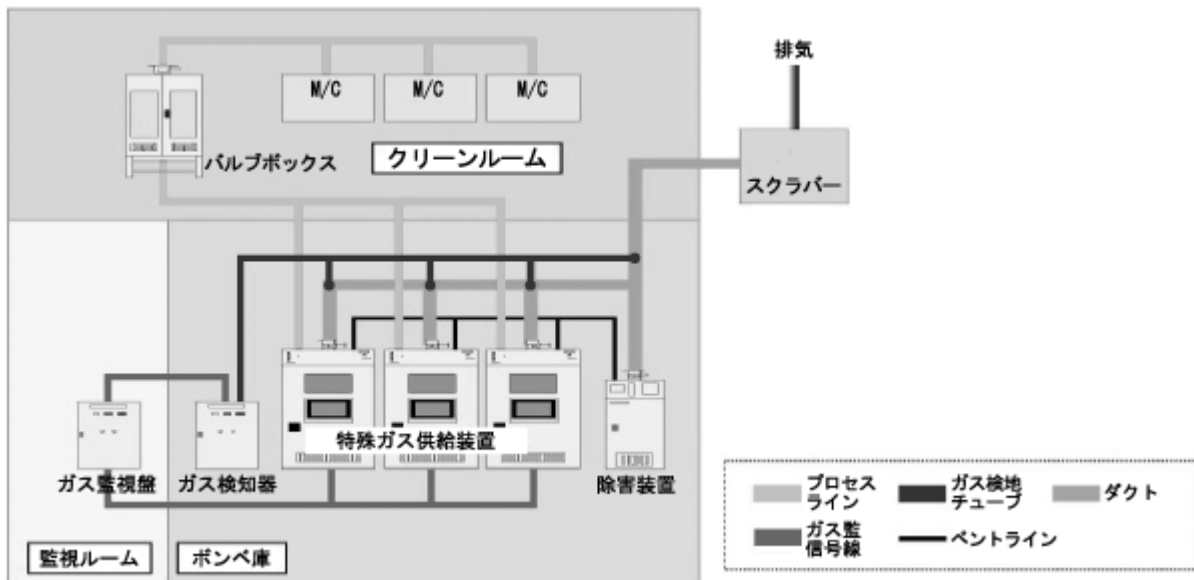 排気
M/C
M/C
M/C
バルブボックス
クリーンルーム
スクラバー
特殊ガス供給装置
ガス監視盤
ガス検知器
除害装置
監視ルーム
ボンベ庫
プロセス
ライン
ガス検地
チューブ
ダクト
ガス監
信号線
ベントライン